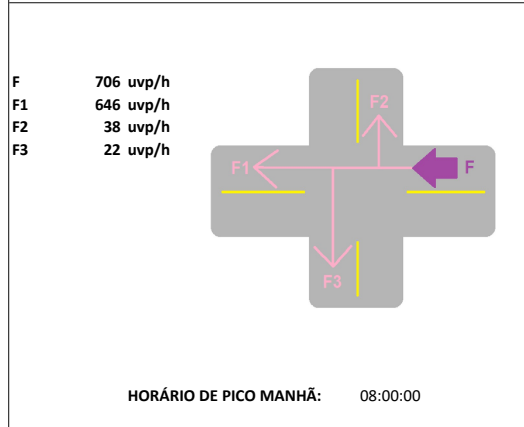 F 706 uvp/h
F1 646 uvp/h
F2 38 uvp/h
F3 22 uvp/h
F2
F1
F
F3
HORÁRIO DE PICO MANHÃ: 08:00:00